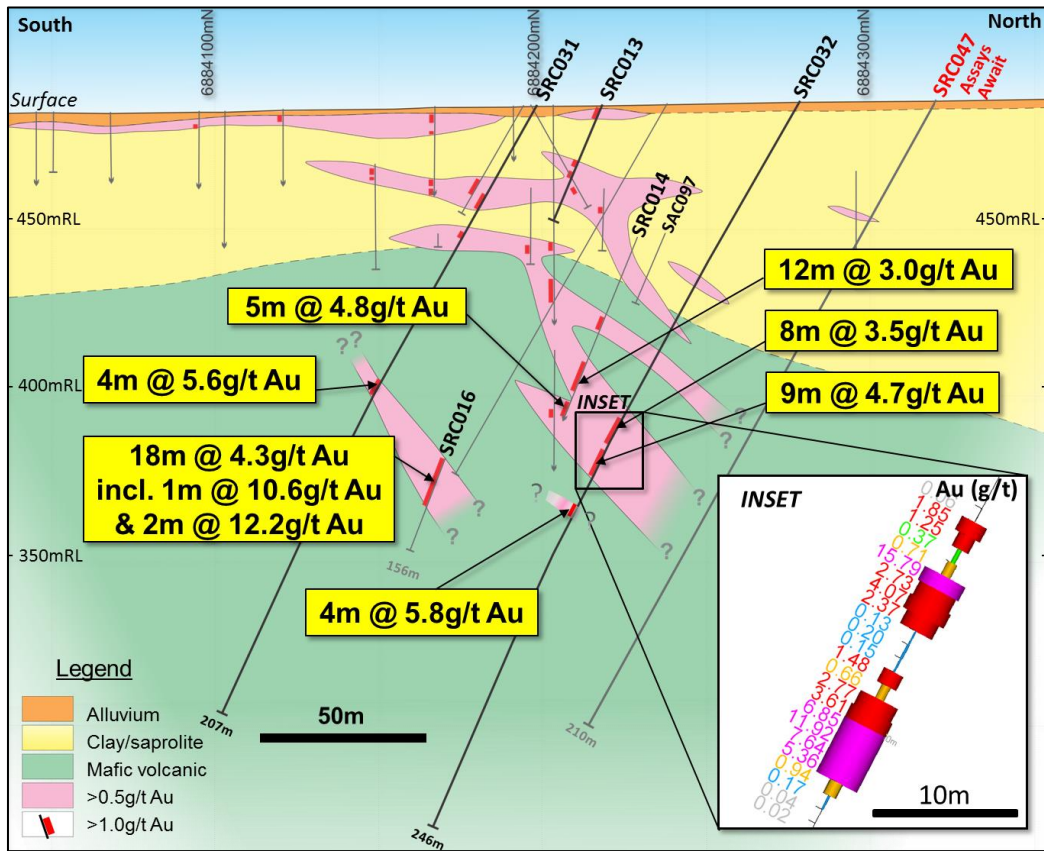 South
North
6884100mN
6884200mN
6884300mN
SRC031
SRC013
SRC032
SRC047
Assays
Await
Surface
450mRL
450mRL
SRC014
SAC097
12m @ 3.0g/t Au
5m @ 4.8g/t Au
8m @ 3.5g/t Au
??
4m @ 5.6g/t Au
400mRL
9m @ 4.7g/t Au
INSET
?
?
SRC016
18m @ 4.3g/t Au
incl. 1m @ 10.6g/t Au
& 2m @ 12.2g/t Au
?
?
?
?
?
350mRL
156m
4m @ 5.8g/t Au
INSET
Au (g/t)
0.06
1.85
1.25
0.37
0.71
15.79
2.73
4.07
2.37
0.13
0.20
0.15
1.48
0.66
2.77
3.61
6.85
11.92
7.64
5.36
0.94
0.17
0.04
0.02
10m
Legend
Alluvium
Clay/saprolite
Mafic volcanic
>0.5g/t Au
>1.0g/t Au
207m
50m
210m
246m